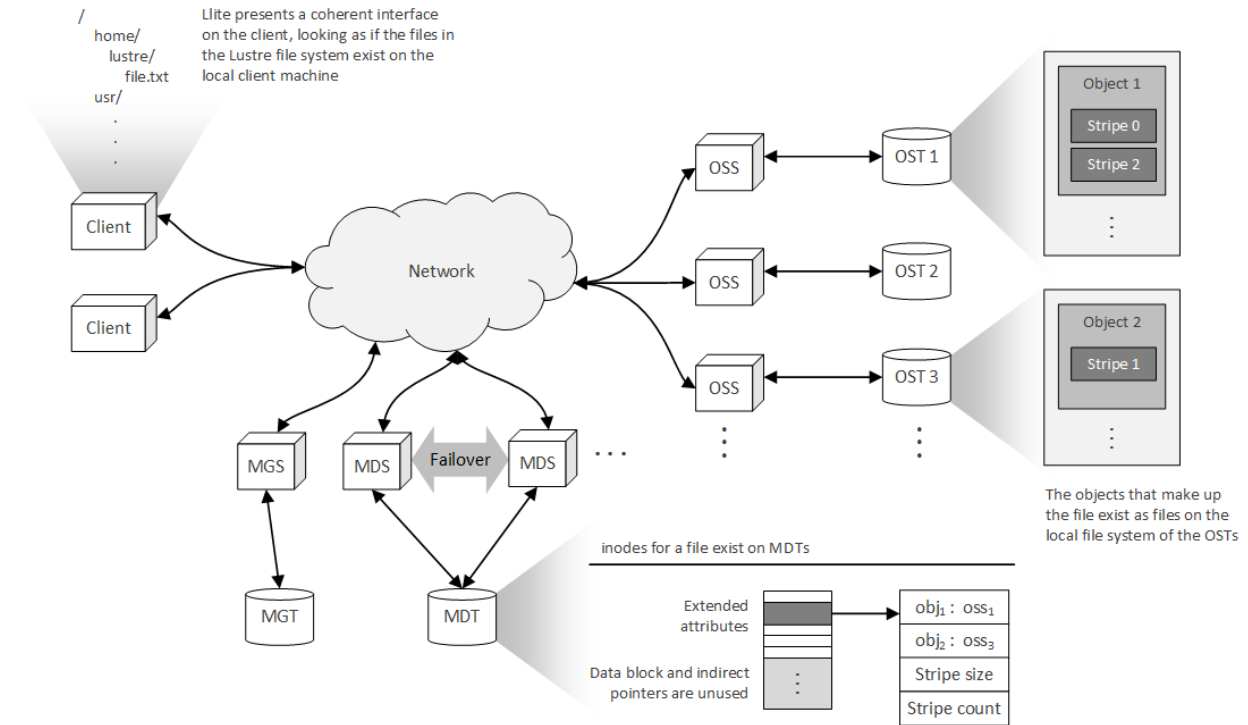 /
home/
lustre/
file.txt
usr/
.
.
.
Llite presents a coherent interface
on the client, looking as if the files in
the Lustre file system exist on the
local client machine
Client
Client
Network
OSS
OST 1
OSS
OST 2
OSS
OST 3
Object 1
Stripe 0
Stripe 2
Object 2
Stripe 1
The objects that make up
the file exist as files on the
local file system of the OSTs
MGS
MDS
Failover
MDS
...
MGT
MDT
inodes for a file exist on MDTs
Extended
attributes
Data block and indirect
pointers are unused
obj₁ : oss₁
obj₂ : oss₃
Stripe size
Stripe count